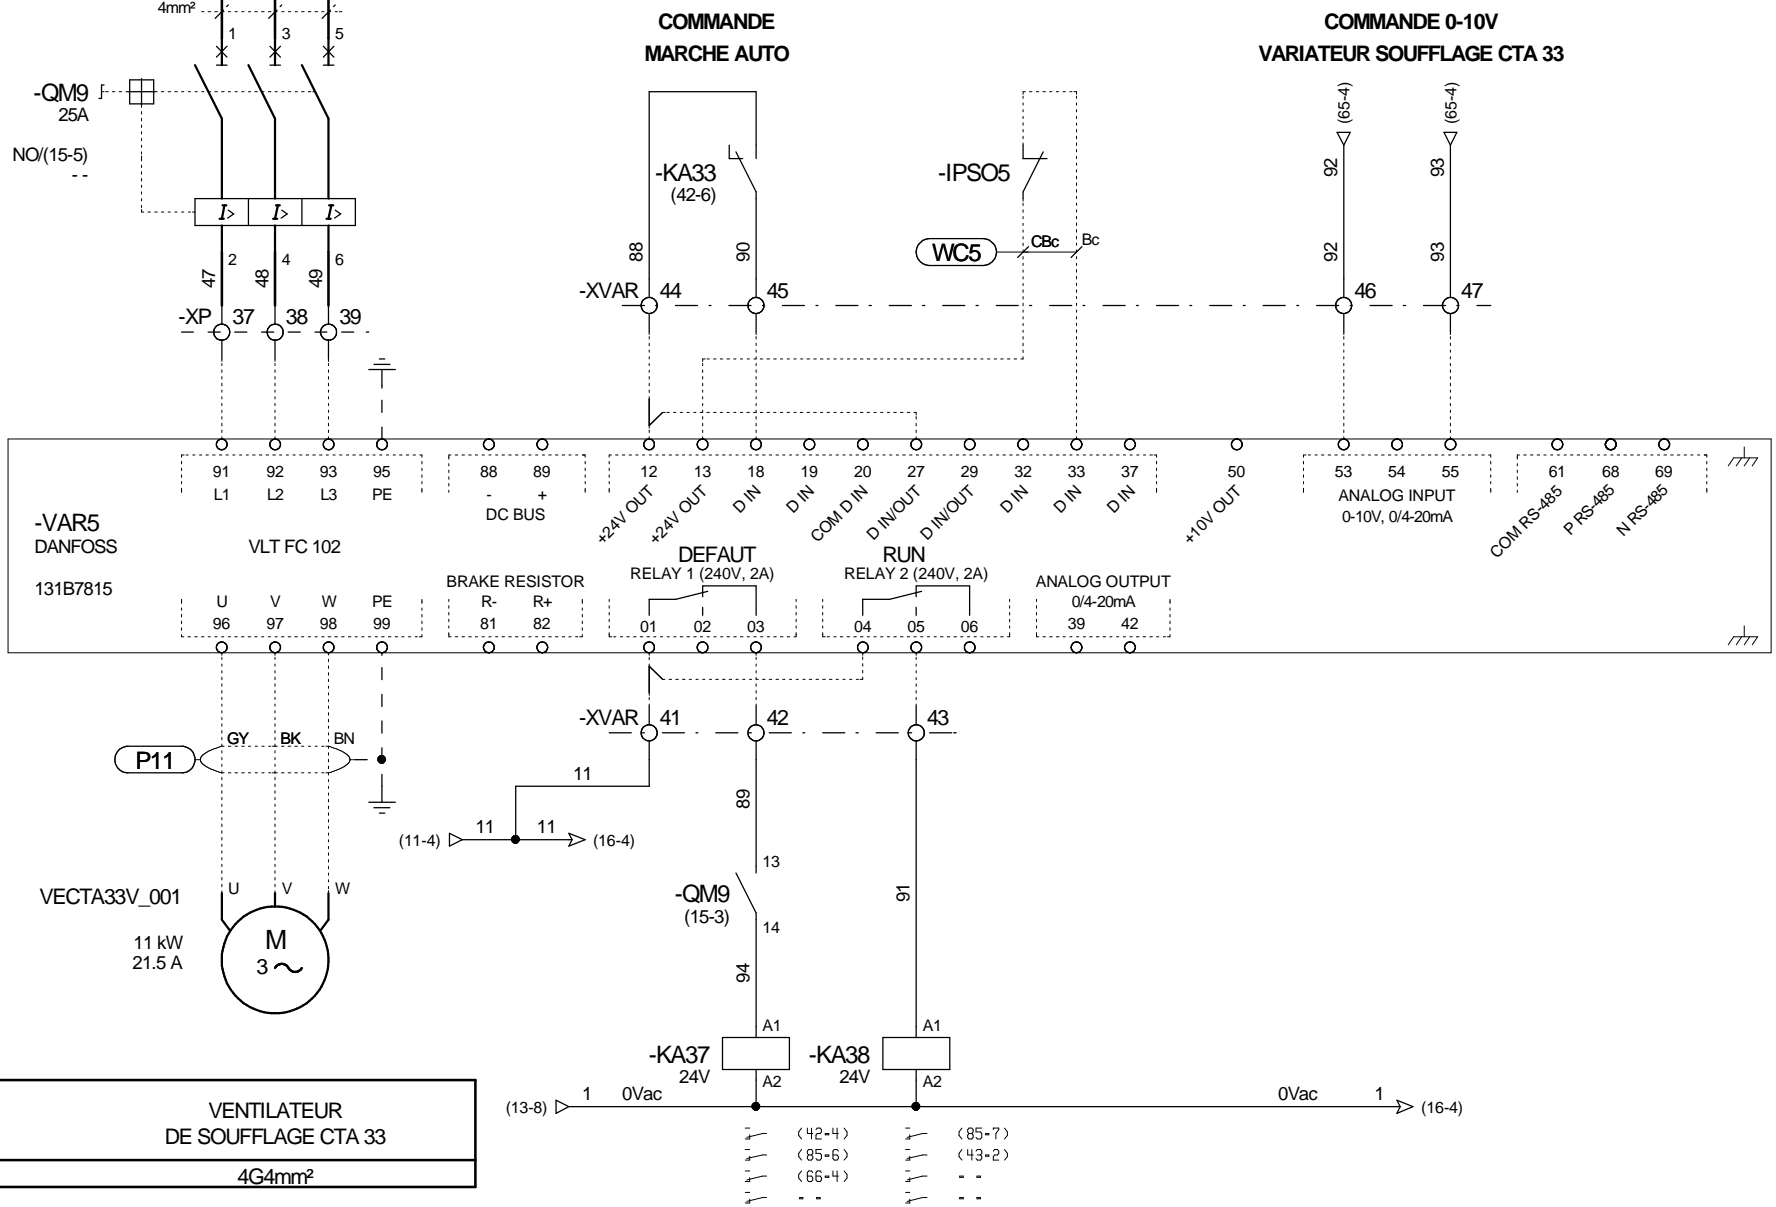 4mm²
1
3
5
COMMANDE
MARCHE AUTO
COMMANDE 0-10V
VARIATEUR SOUFFLAGE CTA 33
-QM9
25A
NO/(15-5)
- -
I>
I>
I>
2
4
6
47
48
49
-XP
37
38
39
-KA33
(42-6)
88
90
-XVAR
44
45
-IPSO5
WC5
CBc
Bc
(65-4)
(65-4)
92
93
92
93
46
47
91
92
93
95
L1
L2
L3
PE
88
89
-
+
DC BUS
12
13
18
19
20
27
29
32
33
37
+24V OUT
+24V OUT
D IN
D IN
COM D IN
D IN/OUT
D IN/OUT
D IN
D IN
D IN
50
+10V OUT
53
54
55
ANALOG INPUT
0-10V, 0/4-20mA
61
68
69
COM RS-485
P RS-485
N RS-485
-VAR5
DANFOSS
VLT FC 102
131B7815
U
V
W
PE
96
97
98
99
BRAKE RESISTOR
R-
R+
81
82
DEFAUT
RELAY 1 (240V, 2A)
01
02
03
RUN
RELAY 2 (240V, 2A)
04
05
06
ANALOG OUTPUT
0/4-20mA
39
42
P11
GY
BK
BN
-XVAR
41
42
43
11
(11-4)
11
11
(16-4)
89
13
-QM9
(15-3)
14
94
91
VECTA33V_001
11 kW
21.5 A
U
V
W
M
3
A1
-KA37
24V
A2
A1
-KA38
24V
A2
(13-8)
1
0Vac
0Vac
1
(16-4)
(42-4)
(85-7)
(85-6)
(43-2)
(66-4)
- -
- -
- -
VENTILATEUR
DE SOUFFLAGE CTA 33
4G4mm²